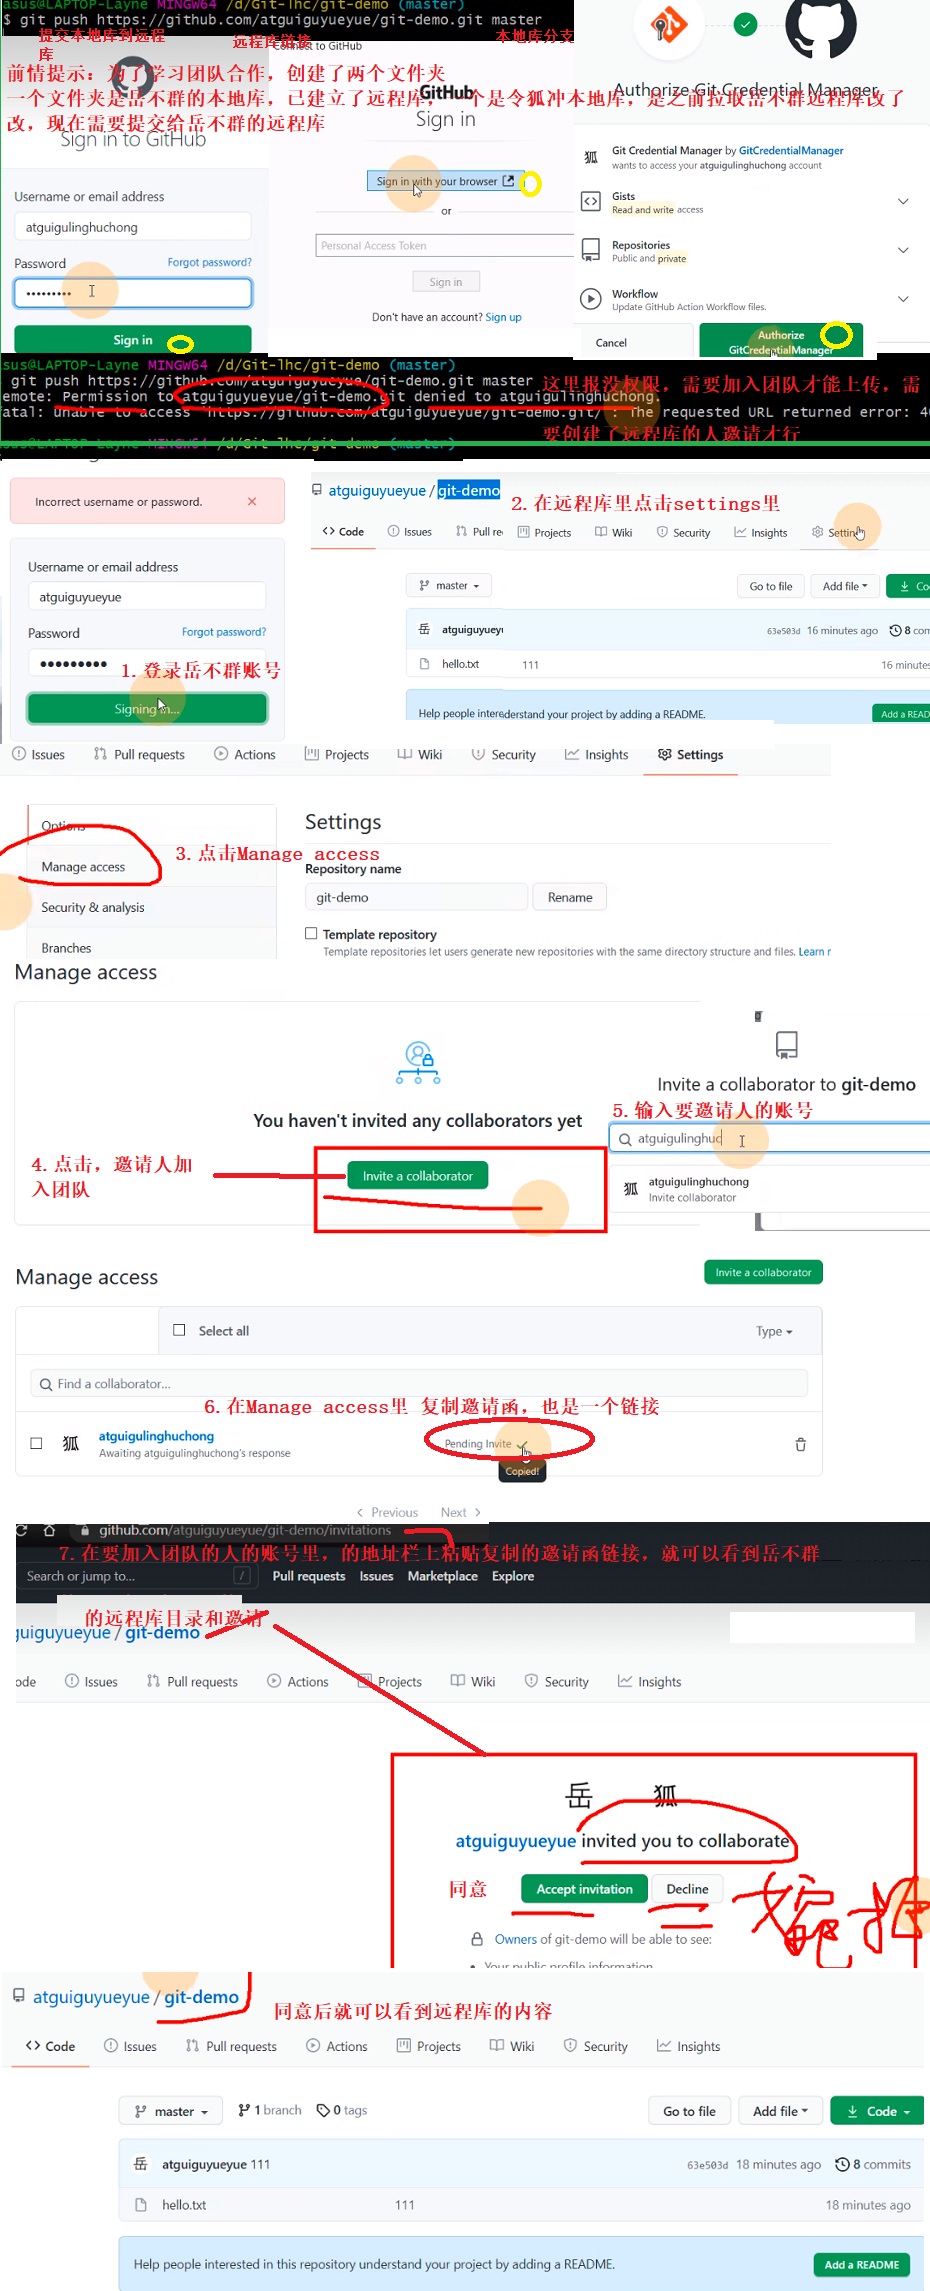 asus@LAPTOP-Layne MINGW64 /d/Git-lhc/git-demo (master)
$ git push https://github.com/atguiguyueyue/git-demo.git master
提交本地库到远程
库
远程库链接
本地库分支
Connect to GitHub
前情提示：为了学习团队合作，创建了两个文件夹
一个文件夹是岳不群的本地库，已建立了远程库，一个是令狐冲本地库，是之前拉取岳不群远程库改了
改，现在需要提交给岳不群的远程库
Sign in to GitHub
Username or email address
atguigulinghuchong
Password
Forgot password?
Sign in
GitHub
Sign in
Sign in with your browser
or
Personal Access Token
Sign in
Don't have an account? Sign up
Authorize Git Credential Manager
狐
Git Credential Manager by GitCredentialManager
wants to access your atguigulinghuchong account
Gists
Read and write access
Repositories
Public and private
Workflow
Update GitHub Action Workflow files.
Cancel
Authorize
GitCredentialManager
sus@LAPTOP-Layne MINGW64 /d/Git-lhc/git-demo (master)
git push https://github.com/atguiguyueyue/git-demo.git master
emote: Permission to atguiguyueyue/git-demo.git denied to atguigulinghuchong.
atal: unable to access 'https://github.com/atguiguyueyue/git-demo.git/': The requested URL returned error: 4
这里报没权限，需要加入团队才能上传，需
要创建了远程库的人邀请才行
sus@LAPTOP-Layne MINGW64 /d/Git-lhc/git-demo (master)
Incorrect username or password.
Username or email address
atguiguyueyue
Password
Forgot password?
1.登录岳不群账号
Signing in...
atguiguyueyue / git-demo
2.在远程库里点击settings里
Code
Issues
Pull re
Projects
Wiki
Security
Insights
Settin
master
Go to file
Add file
Co
岳
atguiguyueyu
63e503d
16 minutes ago
8 com
hello.txt
111
16 minutes
Help people interested understand your project by adding a README.
Add a READ
Issues
Pull requests
Actions
Projects
Wiki
Security
Insights
Settings
Options
Manage access
Security & analysis
Branches
3.点击Manage access
Settings
Repository name
git-demo
Rename
Template repository
Template repositories let users generate new repositories with the same directory structure and files. Learn r
Manage access
You haven't invited any collaborators yet
4.点击，邀请人加
入团队
Invite a collaborator
Invite a collaborator to git-demo
5.输入要邀请人的账号
atguigulinghuc
狐
atguigulinghuchong
Invite collaborator
Manage access
Invite a collaborator
Select all
Type
Find a collaborator...
6.在Manage access里 复制邀请函，也是一个链接
狐
atguigulinghuchong
Awaiting atguigulinghuchong's response
Pending Invite
Copied!
Previous
Next
github.com/atguiguyueyue/git-demo/invitations
7.在要加入团队的人的账号里，的地址栏上粘贴复制的邀请函链接，就可以看到岳不群
Search or jump to...
/
Pull requests
Issues
Marketplace
Explore
的远程库目录和邀请
guiguyueyue / git-demo
ode
Issues
Pull requests
Actions
Projects
Wiki
Security
Insights
岳 狐
atguiguyueyue invited you to collaborate
同意
Accept invitation
Decline
Owners of git-demo will be able to see:
Your public profile information
atguiguyueyue / git-demo
同意后就可以看到远程库的内容
Code
Issues
Pull requests
Actions
Projects
Wiki
Security
Insights
master
1 branch
0 tags
Go to file
Add file
Code
岳
atguiguyueyue 111
63e503d
18 minutes ago
8 commits
hello.txt
111
18 minutes ago
Help people interested in this repository understand your project by adding a README.
Add a README